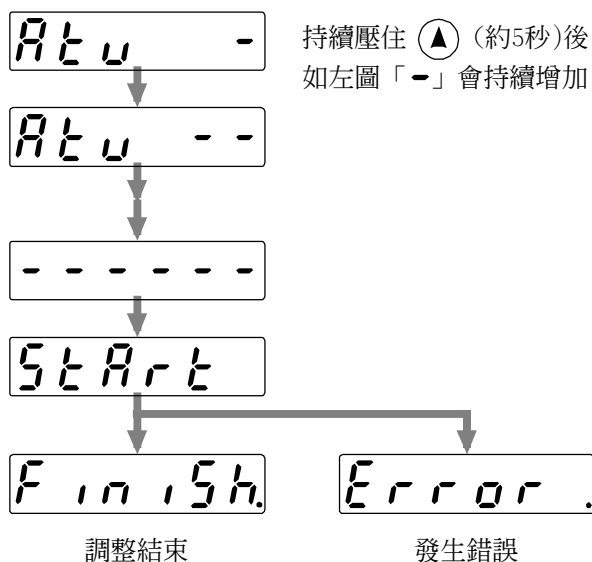 Atu -
持續壓住 ▲ (約5秒)後
如左圖「-」會持續增加
Atu --
------
StArt
FiniSh.
Error .
調整結束
發生錯誤